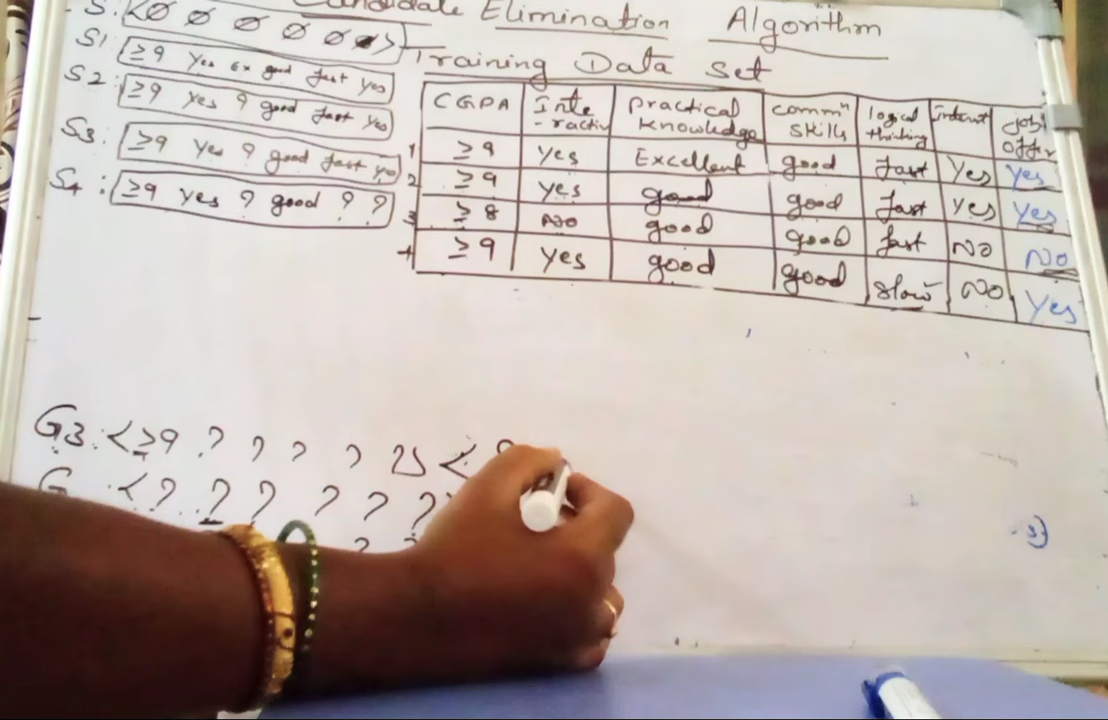 Candidate Elimination Algorithm
S: <Ø Ø Ø Ø Ø Ø>
S1: ≥9 Yes Ex good fast yes
S2: ≥9 Yes ? good fast Yes
S3: ≥9 Yes ? good fast yes
S4: ≥9 yes ? good ? ?
Training Data Set
CGPA Inte-ractiv practical knowledge commⁿ skills logical thinking interest job offer
1 ≥9 Yes Excellent good fast Yes Yes
2 ≥9 yes good good fast yes yes
3 ≥8 No good good fast No No
4 ≥9 Yes good good slow No Yes
G3: <≥9 ? ? ? ? ?> <
G : <? ? ? ? ? ?